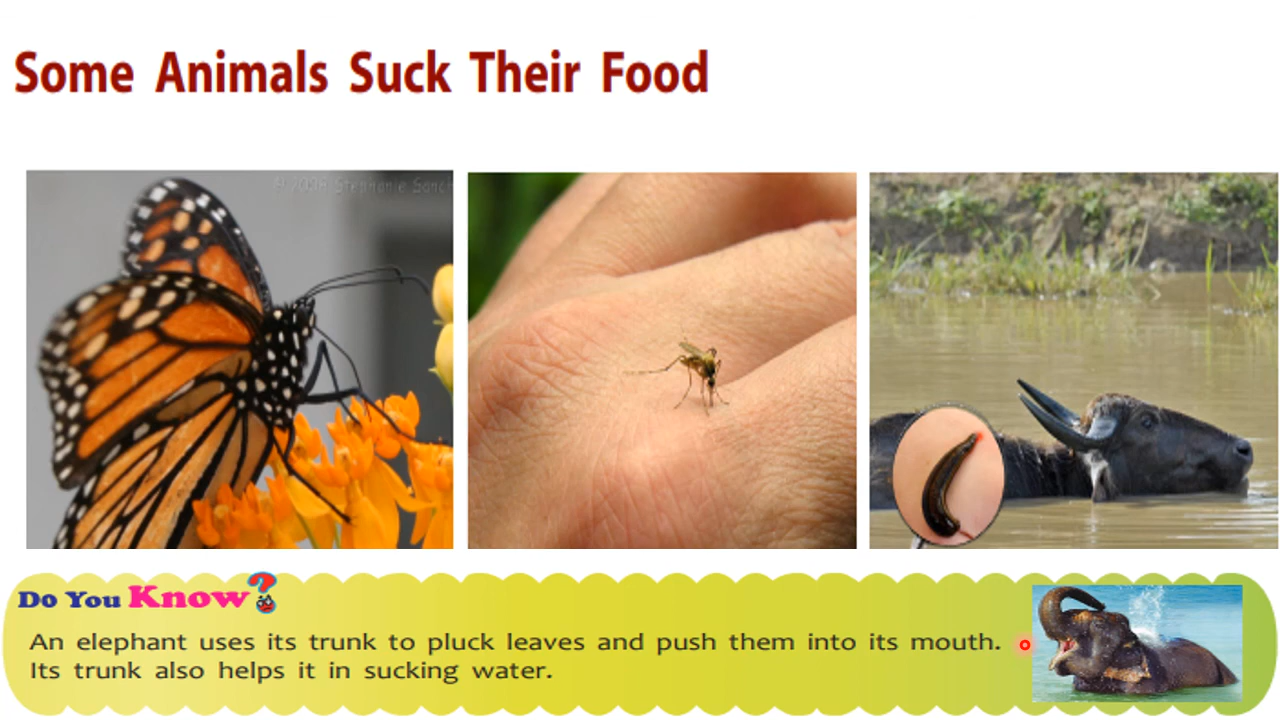 Some Animals Suck Their Food
Do You Know?
An elephant uses its trunk to pluck leaves and push them into its mouth.
Its trunk also helps it in sucking water.